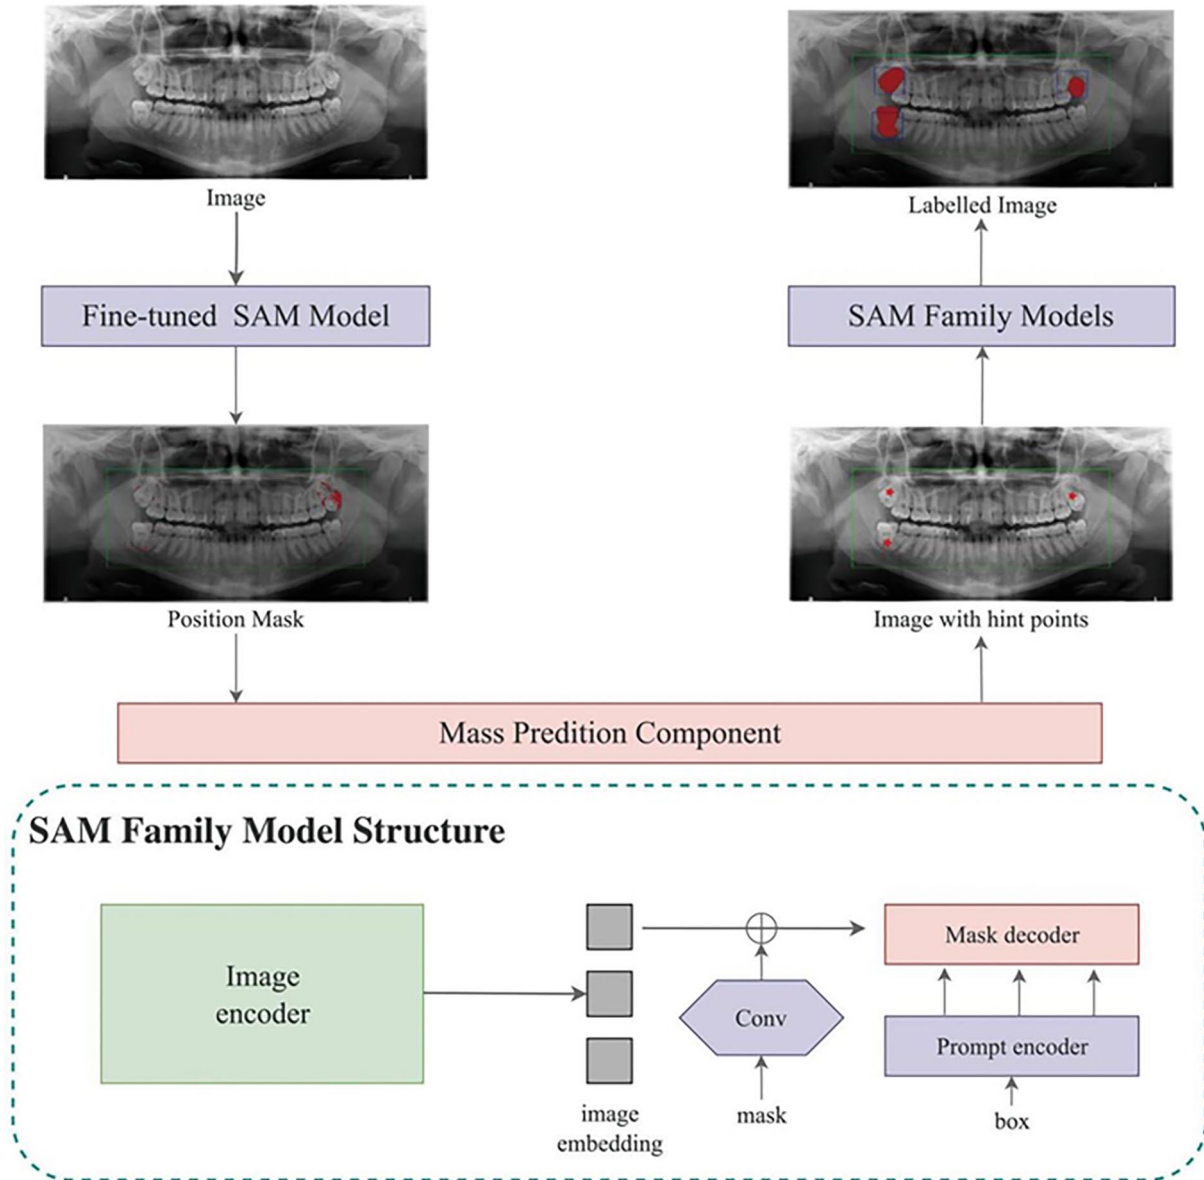 Image
Labelled Image
Fine-tuned SAM Model
SAM Family Models
Position Mask
Image with hint points
Mass Predition Component
SAM Family Model Structure
Image
encoder
Mask decoder
Conv
Prompt encoder
image
embedding
mask
box